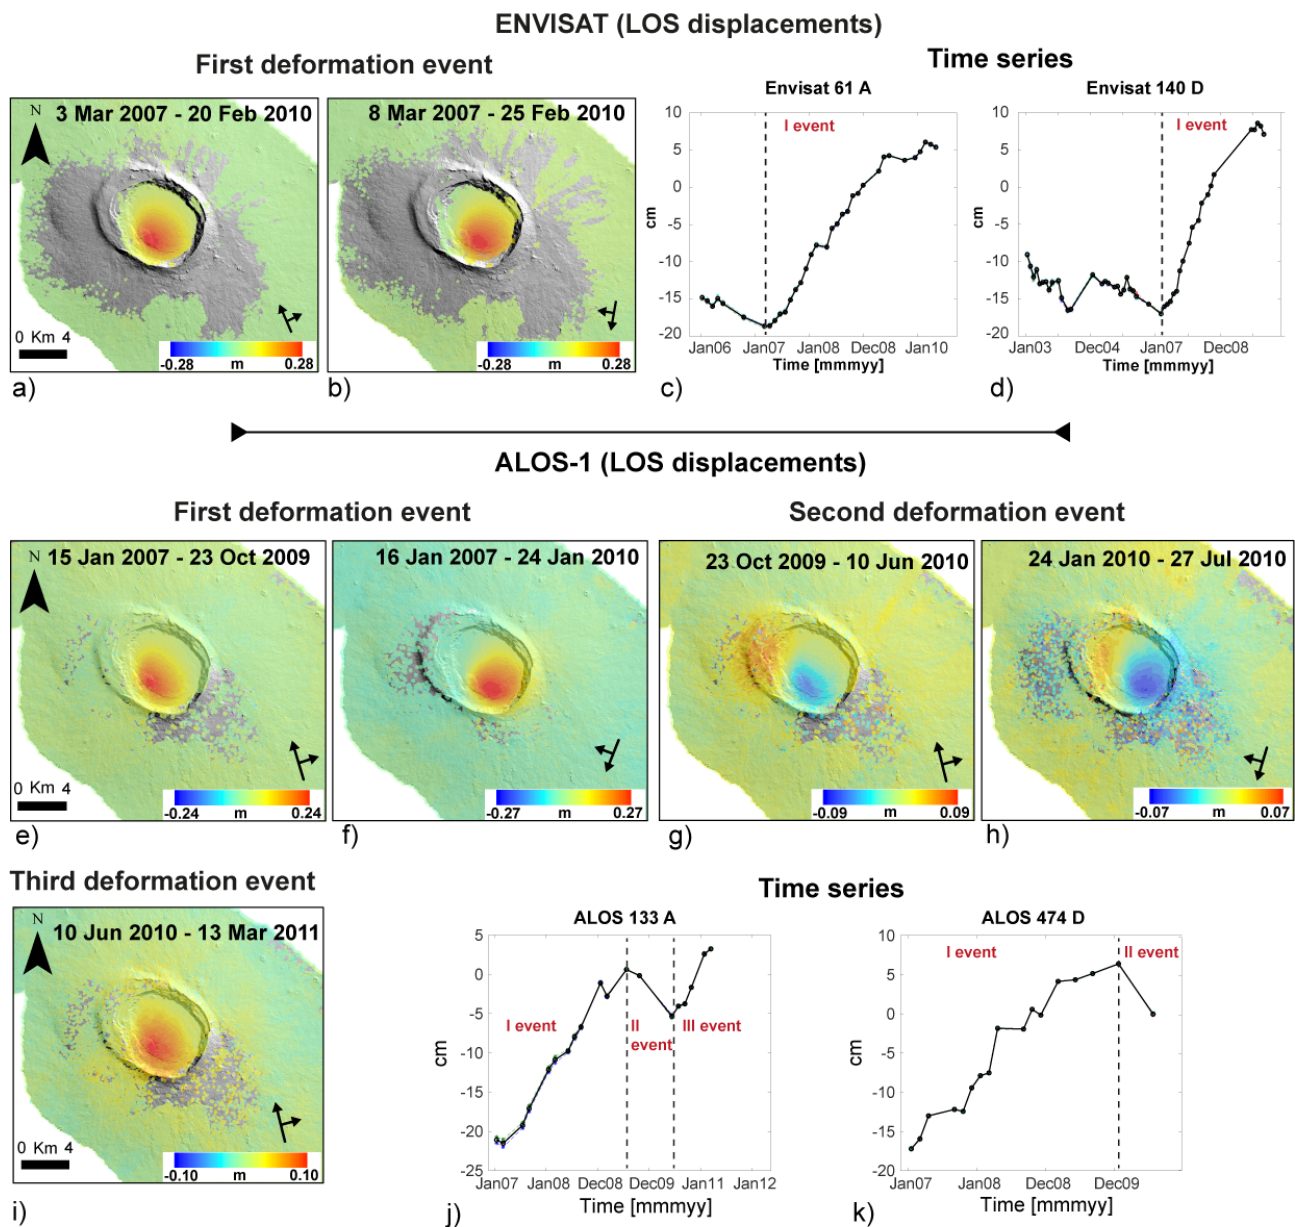 ENVISAT (LOS displacements)
First deformation event
Time series
N
3 Mar 2007 - 20 Feb 2010
0 Km 4
-0.28 m 0.28
a)
8 Mar 2007 - 25 Feb 2010
-0.28 m 0.28
b)
Envisat 61 A
I event
cm
10
5
0
-5
-10
-15
-20
Jan06 Jan07 Jan08 Dec08 Jan10
Time [mmmyy]
c)
Envisat 140 D
I event
cm
10
5
0
-5
-10
-15
-20
Jan03 Dec04 Jan07 Dec08
Time [mmmyy]
d)
ALOS-1 (LOS displacements)
First deformation event
Second deformation event
N
15 Jan 2007 - 23 Oct 2009
0 Km 4
-0.24 m 0.24
e)
16 Jan 2007 - 24 Jan 2010
-0.27 m 0.27
f)
23 Oct 2009 - 10 Jun 2010
-0.09 m 0.09
g)
24 Jan 2010 - 27 Jul 2010
-0.07 m 0.07
h)
Third deformation event
N
10 Jun 2010 - 13 Mar 2011
0 Km 4
-0.10 m 0.10
i)
Time series
ALOS 133 A
I event
II
event
III event
cm
5
0
-5
-10
-15
-20
-25
Jan07 Jan08 Dec08 Dec09 Jan11 Jan12
Time [mmmyy]
j)
ALOS 474 D
I event
II event
cm
10
5
0
-5
-10
-15
-20
Jan07 Jan08 Dec08 Dec09
Time [mmmyy]
k)